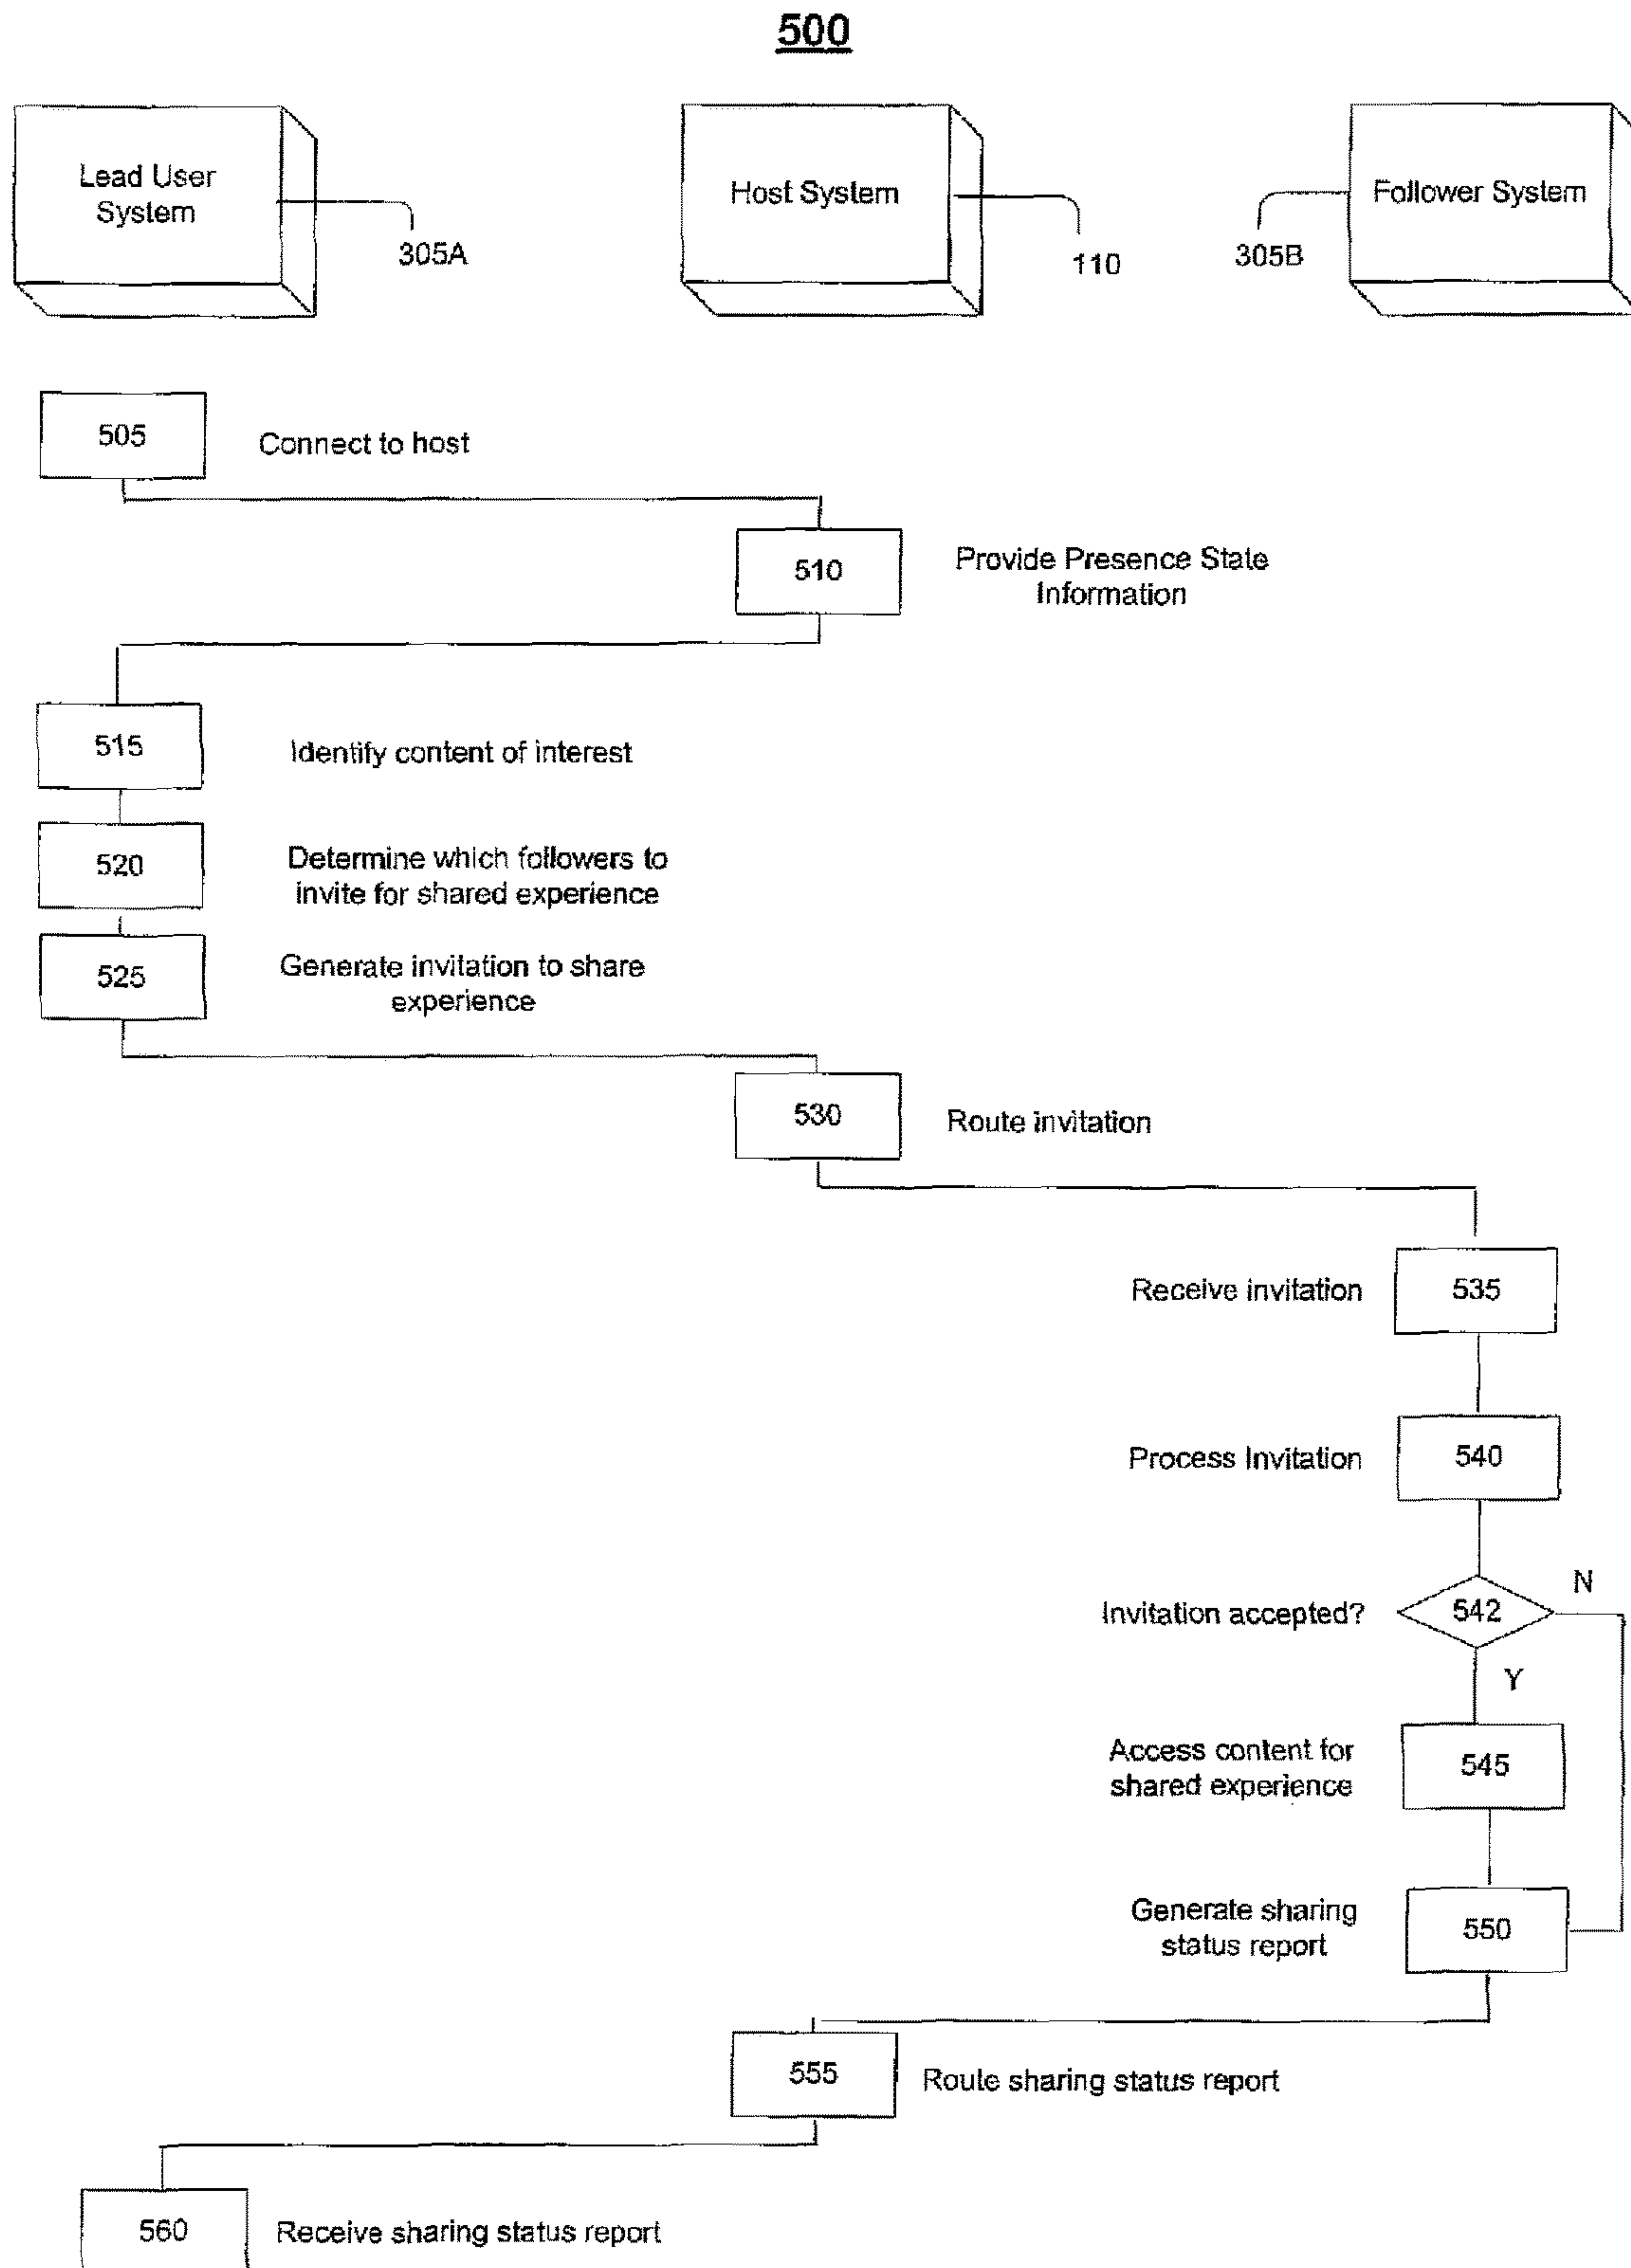 500
Lead User
System
305A
Host System
110
305B
Follower System
505
Connect to host
510
Provide Presence State
Information
515
Identify content of interest
520
Determine which followers to
invite for shared experience
525
Generate invitation to share
experience
530
Route invitation
Receive invitation
535
Process Invitation
540
Invitation accepted?
542
N
Y
Access content for
shared experience
545
Generate sharing
status report
550
555
Route sharing status report
560
Receive sharing status report